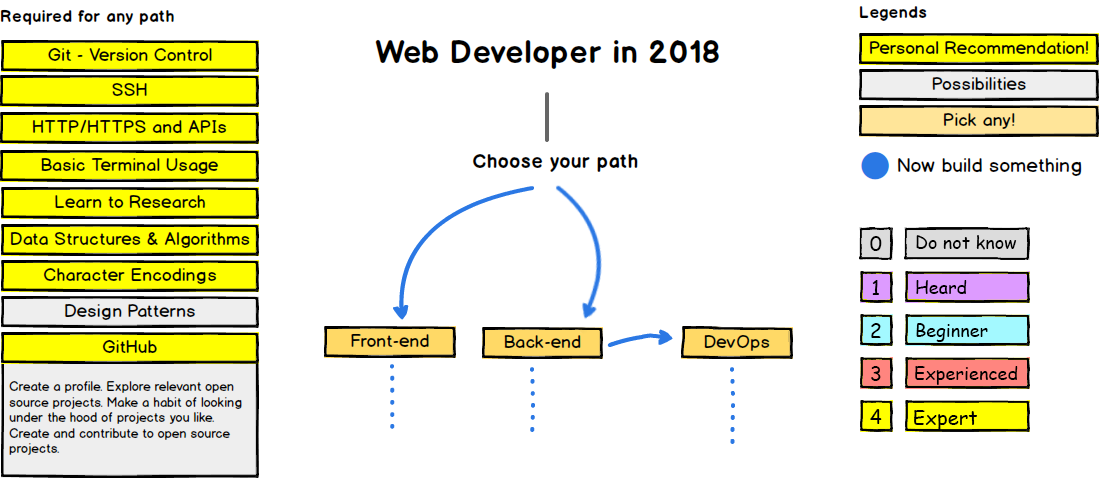 Required for any path
Git - Version Control
SSH
HTTP/HTTPS and APIs
Basic Terminal Usage
Learn to Research
Data Structures & Algorithms
Character Encodings
Design Patterns
GitHub
Create a profile. Explore relevant open
source projects. Make a habit of looking
under the hood of projects you like.
Create and contribute to open source
projects.
Web Developer in 2018
Choose your path
Front-end
Back-end
DevOps
Legends
Personal Recommendation!
Possibilities
Pick any!
Now build something
0 Do not know
1 Heard
2 Beginner
3 Experienced
4 Expert